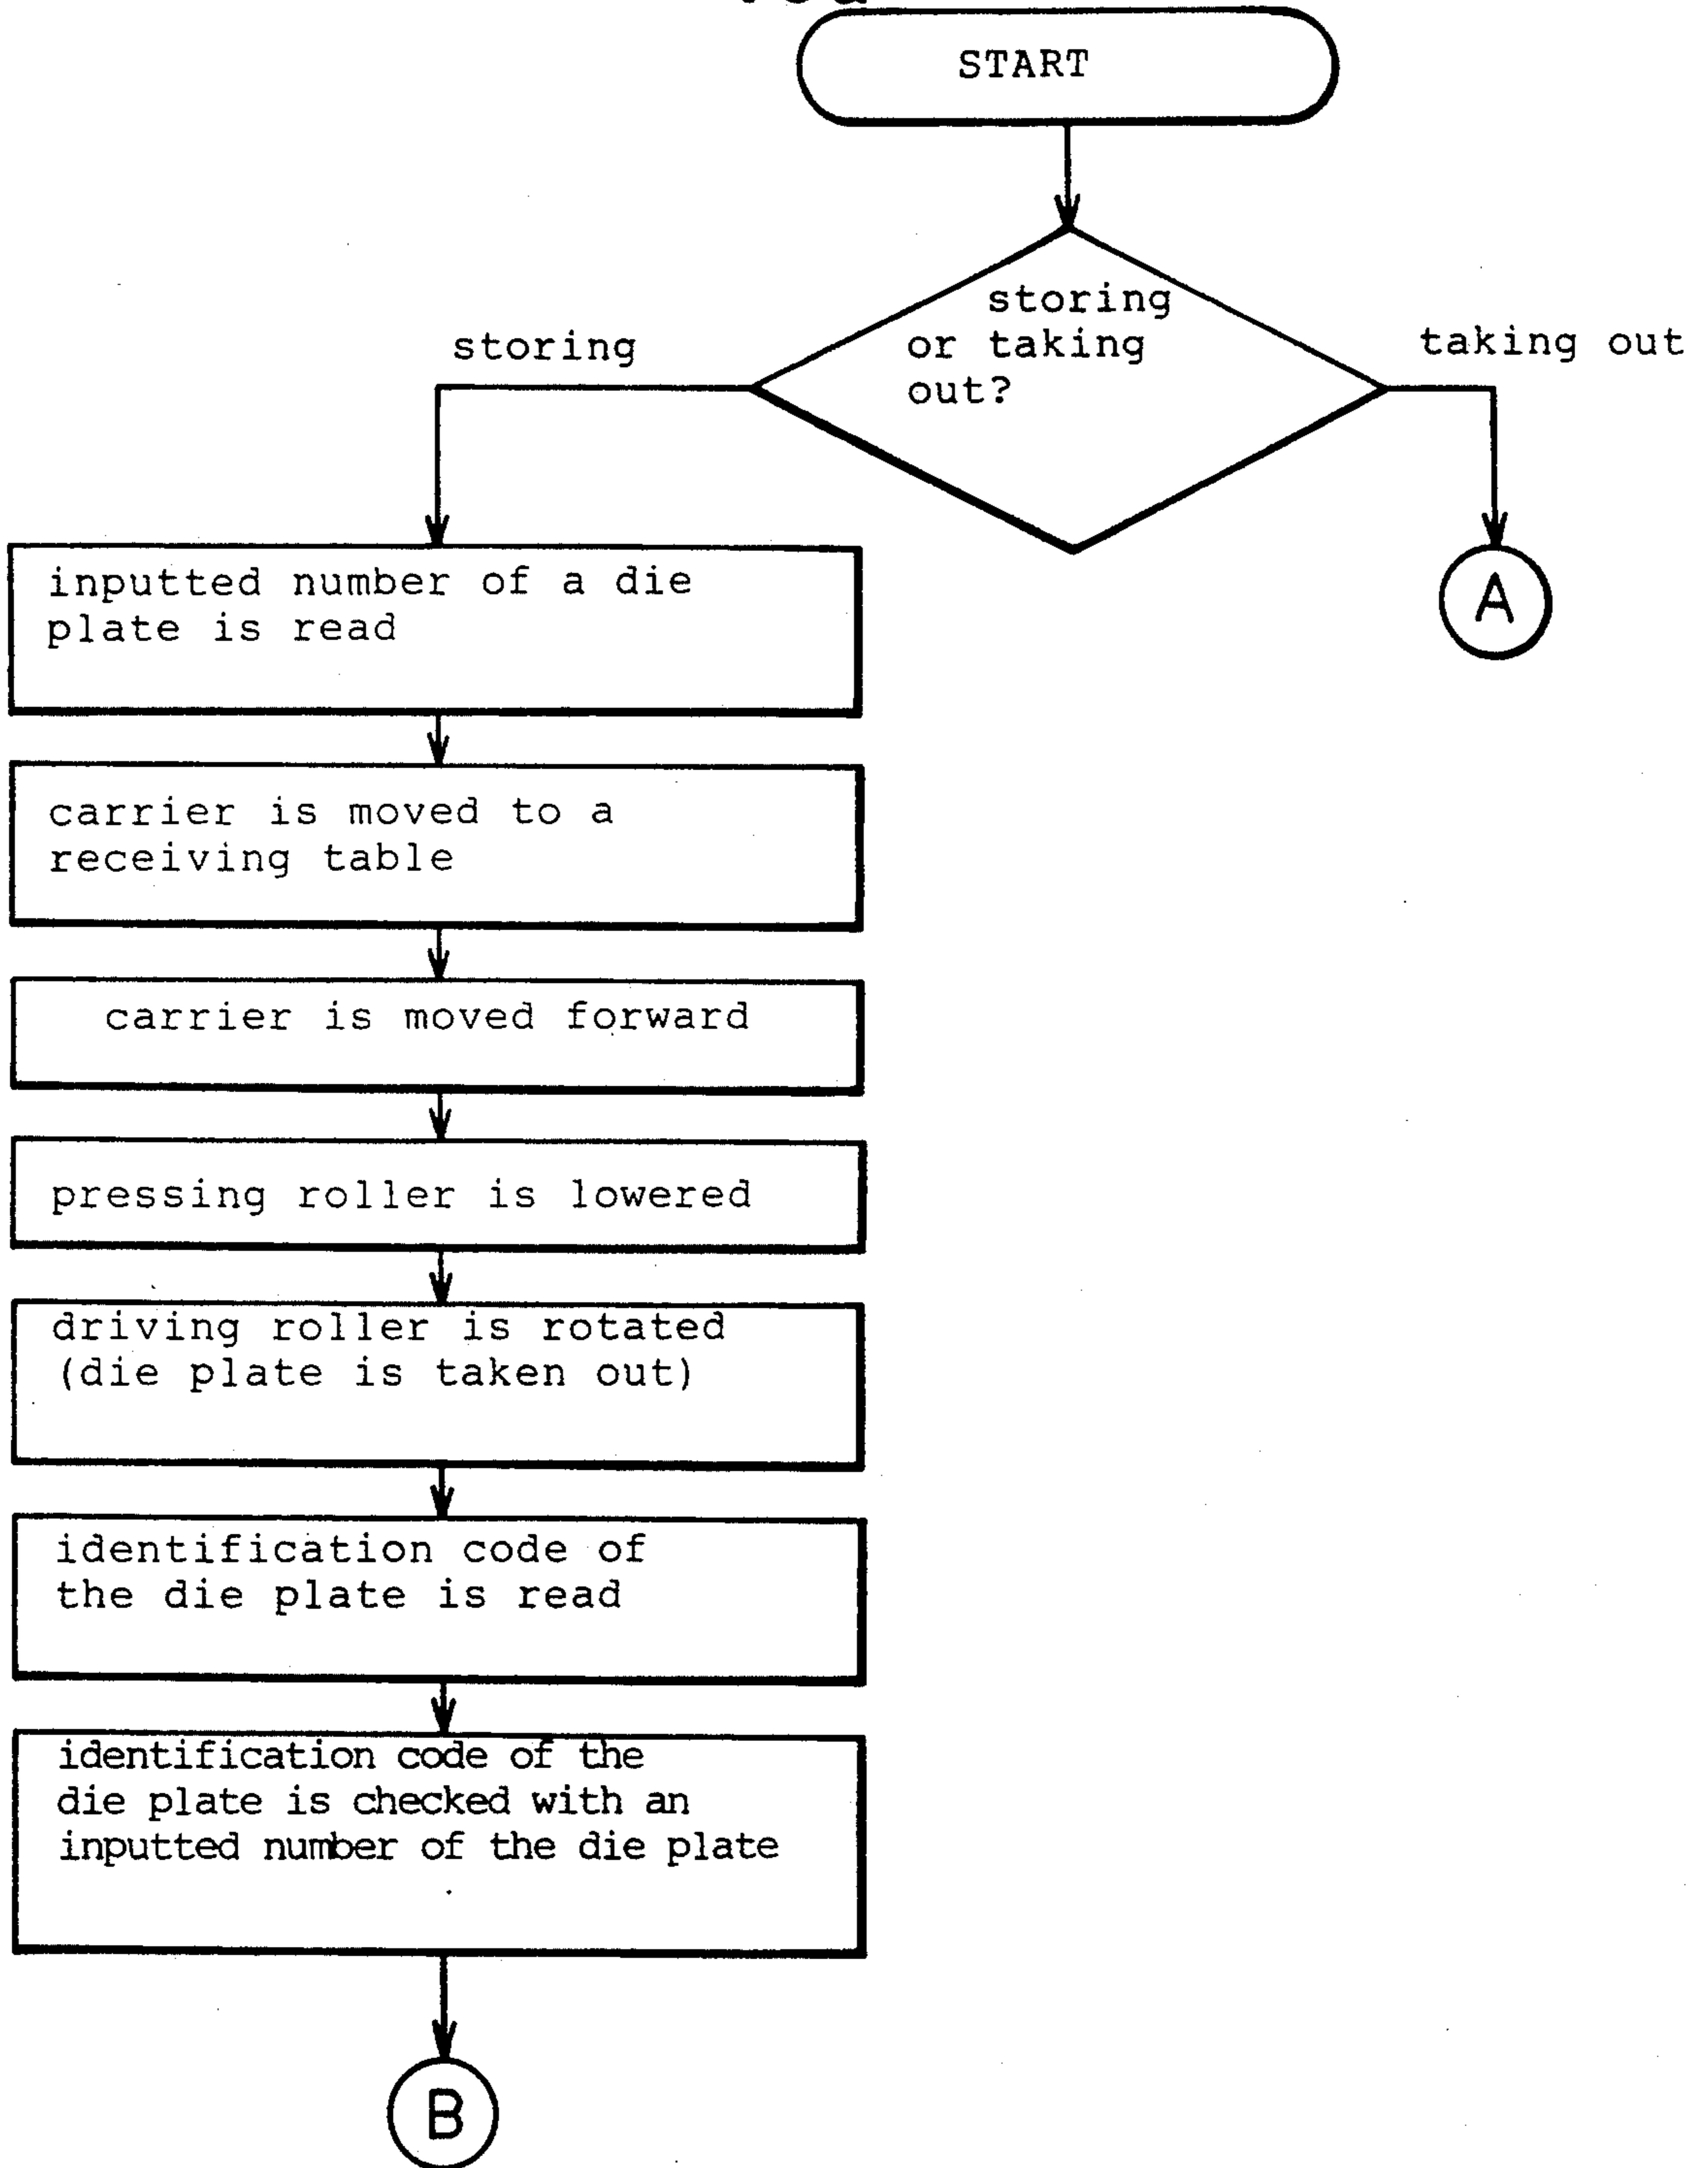 START
storing
or taking
out?
storing
taking out
A
inputted number of a die
plate is read
carrier is moved to a
receiving table
carrier is moved forward
pressing roller is lowered
driving roller is rotated
(die plate is taken out)
identification code of
the die plate is read
identification code of the
die plate is checked with an
inputted number of the die plate
B